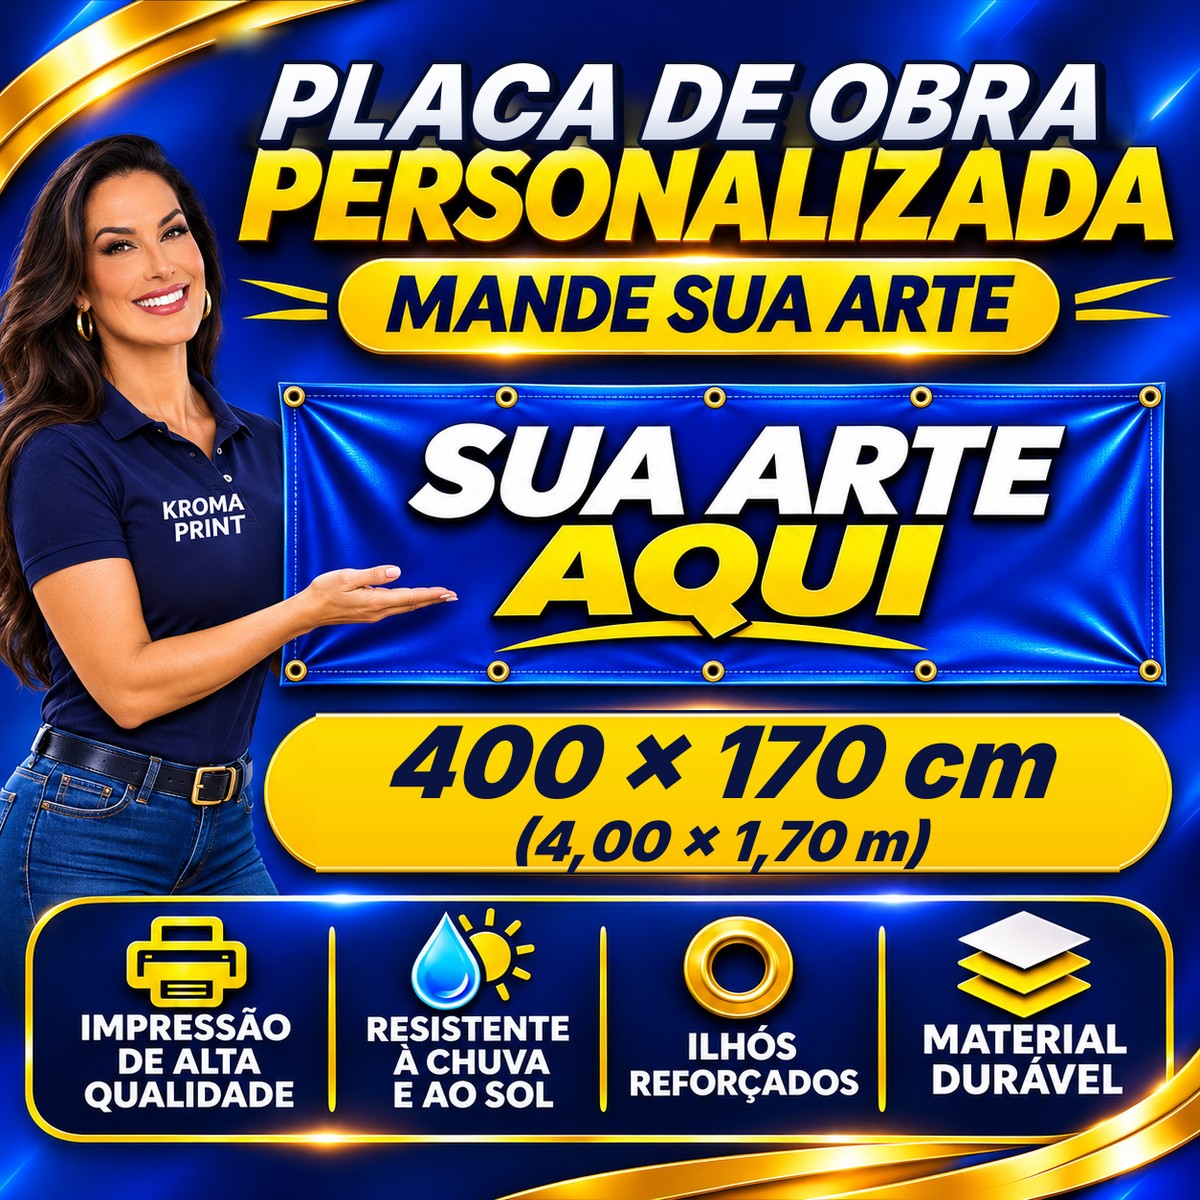 PLACA DE OBRA
PERSONALIZADA
MANDE SUA ARTE
SUA ARTE
AQUI
KROMA
PRINT
400 × 170 cm
(4,00 × 1,70 m)
IMPRESSÃO
DE ALTA
QUALIDADE
RESISTENTE
À CHUVA
E AO SOL
ILHÓS
REFORÇADOS
MATERIAL
DURÁVEL